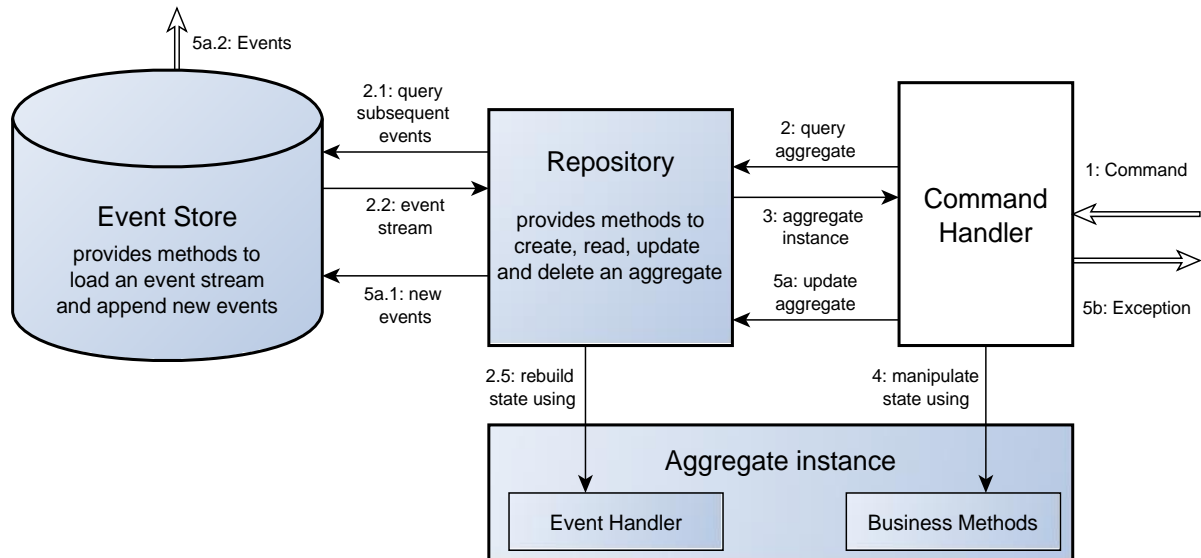 5a.2: Events
Event Store
provides methods to
load an event stream
and append new events
2.1: query
subsequent
events
2.2: event
stream
5a.1: new
events
Repository
provides methods to
create, read, update
and delete an aggregate
2: query
aggregate
3: aggregate
instance
5a: update
aggregate
Command
Handler
1: Command
5b: Exception
2.5: rebuild
state using
4: manipulate
state using
Aggregate instance
Event Handler
Business Methods